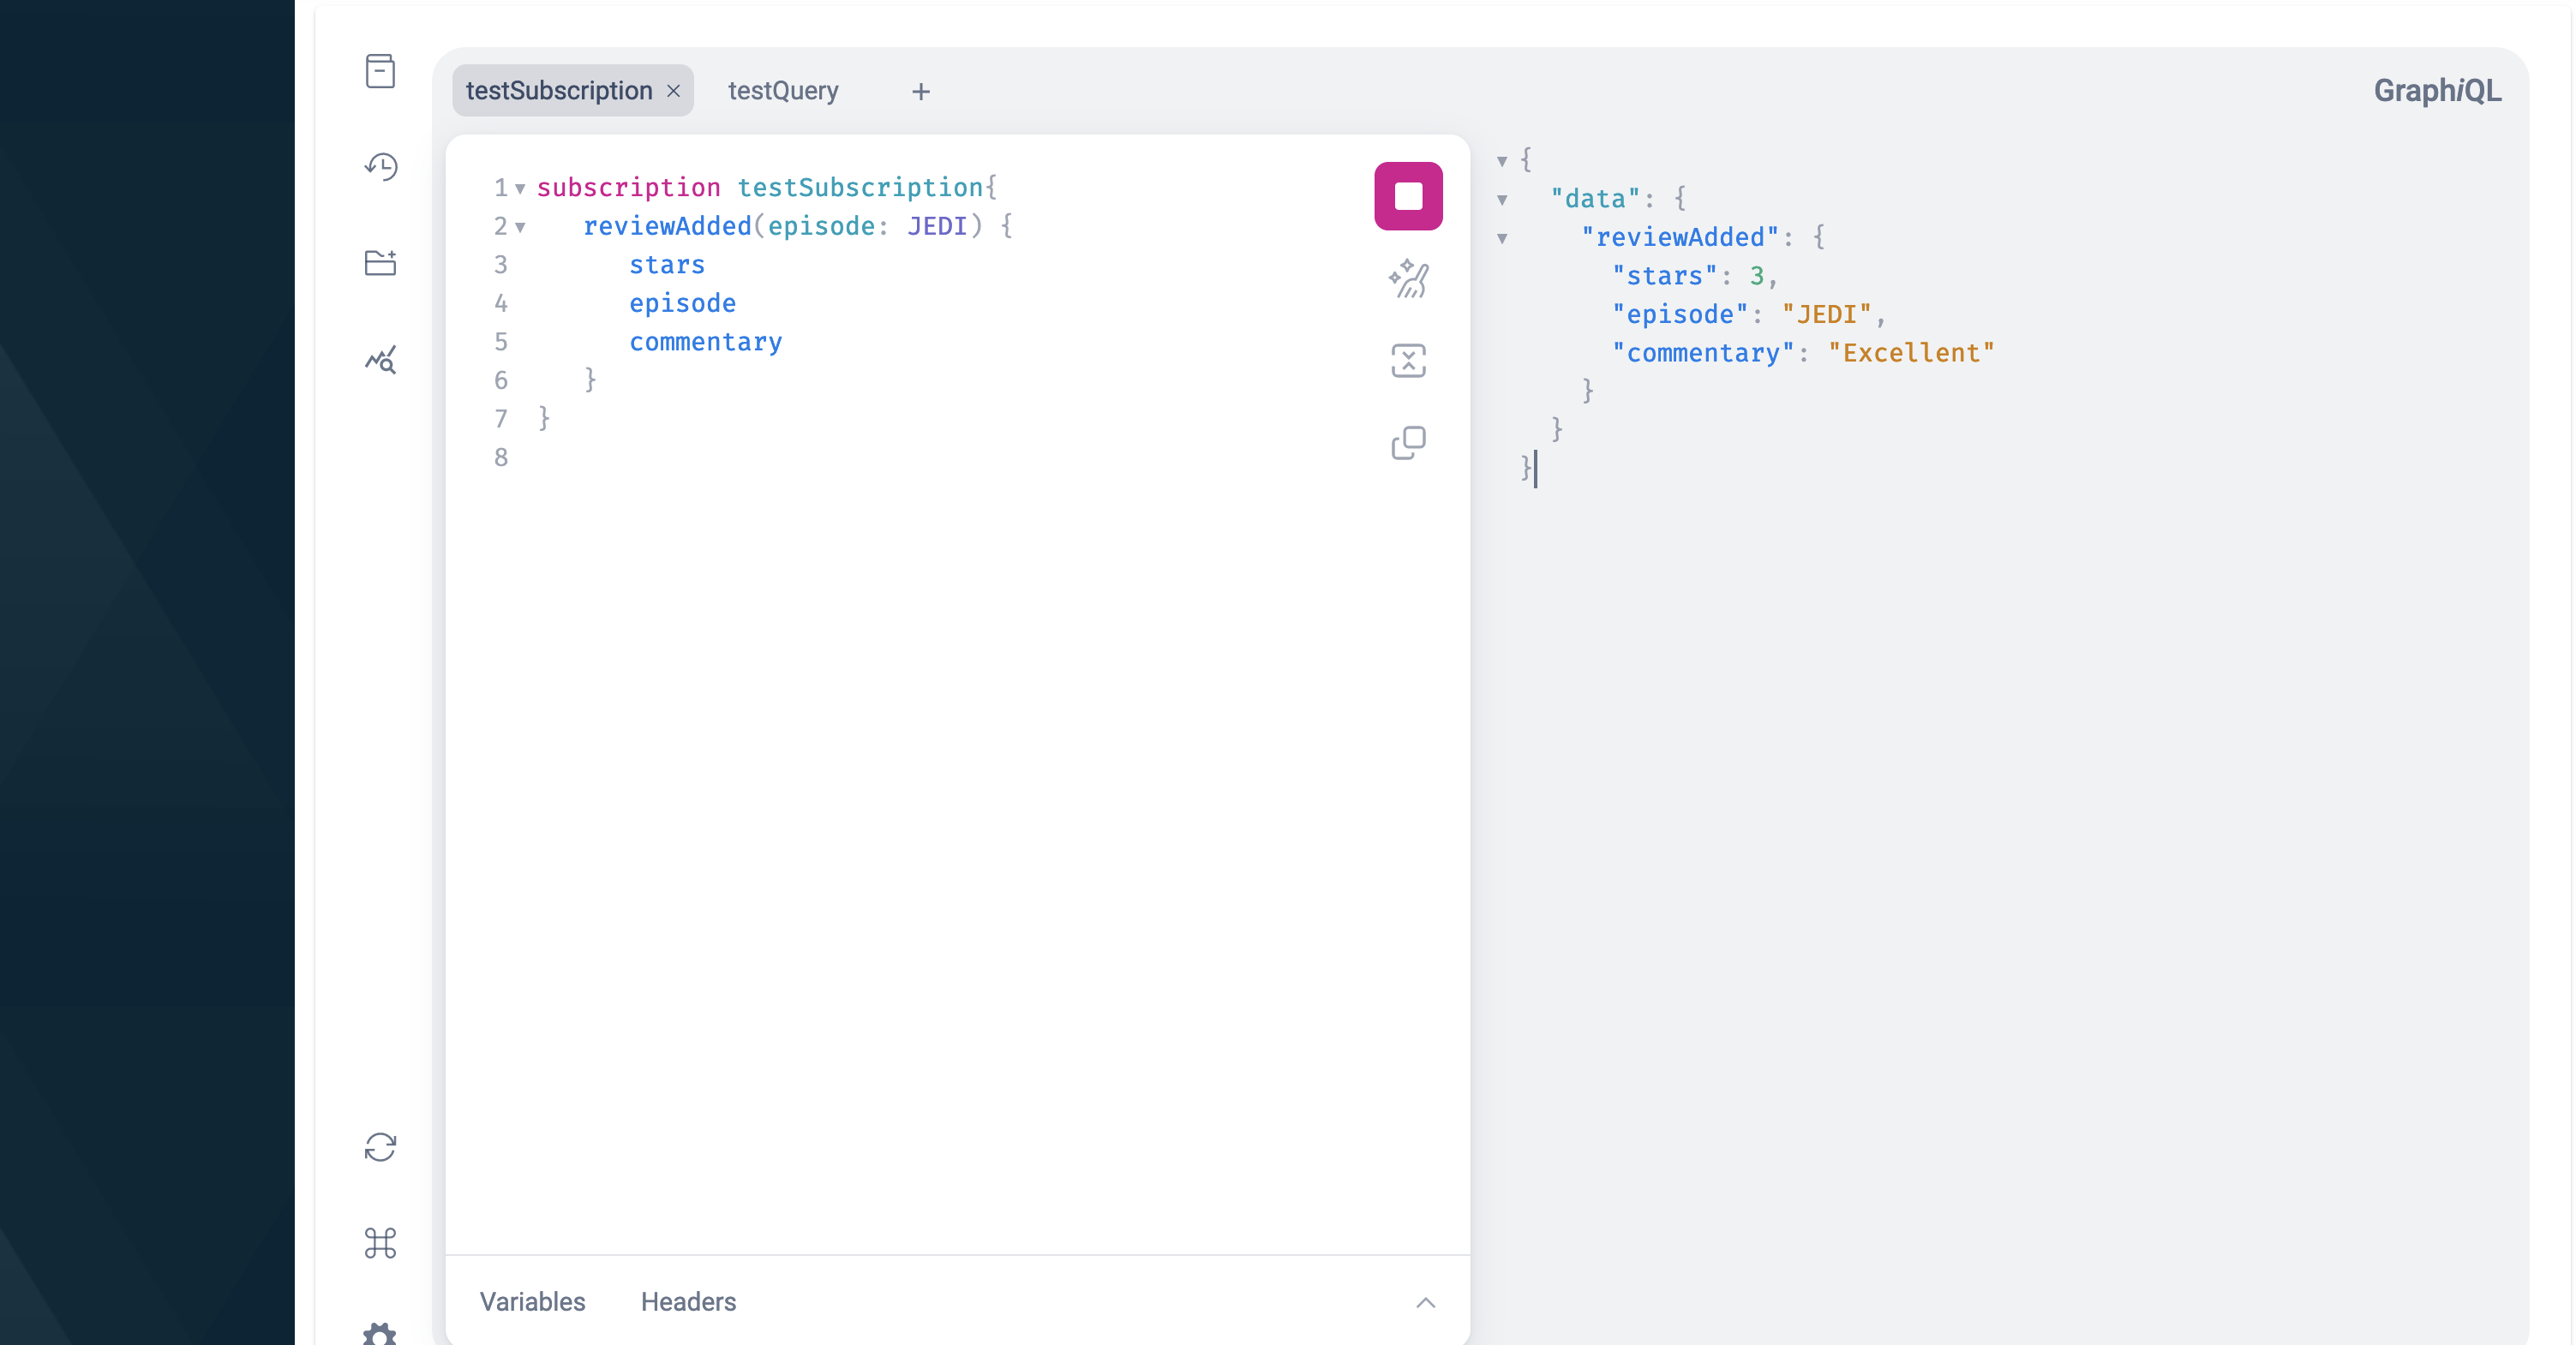 testSubscription
testQuery
GraphiQL
1 subscription testSubscription{
2 reviewAdded(episode: JEDI) {
3 stars
4 episode
5 commentary
6 }
7 }
8
{
"data": {
"reviewAdded": {
"stars": 3,
"episode": "JEDI",
"commentary": "Excellent"
}
}
}
Variables Headers